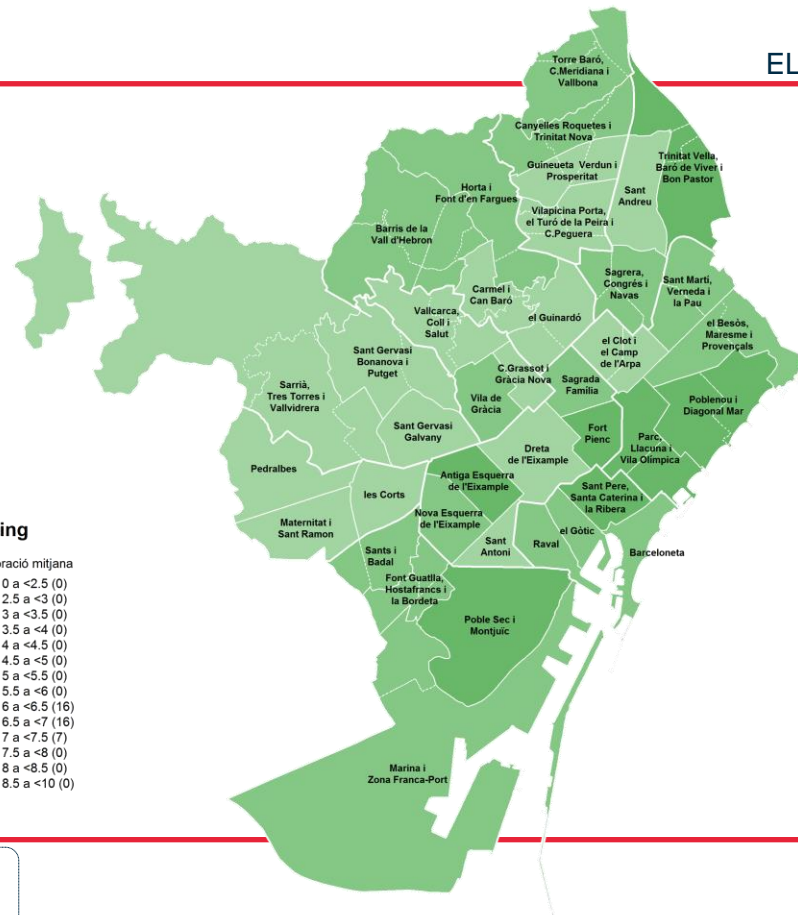 EL
Torre Baró,
C.Meridiana i
Vallbona
Canyelles Roquetes i
Trinitat Nova
Guineueta Verdun i
Prosperitat
Trinitat Vella,
Baró de Viver i
Bon Pastor
Sant
Andreu
Horta i
Font d'en Fargues
Vilapicina Porta,
el Turó de la Peira i
C.Peguera
Barris de la
Vall d'Hebron
Sagrera,
Congrés i
Navas
Sant Martí,
Verneda i
la Pau
Carmel i
Can Baró
Vallcarca,
Coll i
Salut
el Guinardó
el Besòs,
Maresme i
Provençals
el Clot i
el Camp
de l'Arpa
Sant Gervasi
Bonanova i
Putget
C.Grassot i
Gràcia Nova
Sagrada
Família
Sarrià,
Tres Torres i
Vallvidrera
Vila de
Gràcia
Poblenou i
Diagonal Mar
Sant Gervasi
Galvany
Fort
Pienc
Parc,
Llacuna i
Vila Olímpica
Dreta
de l'Eixample
Pedralbes
les Corts
Antiga Esquerra
de l'Eixample
Sant Pere,
Santa Caterina i
la Ribera
Maternitat i
Sant Ramon
Nova Esquerra
de l'Eixample
el Gòtic
Sants i
Badal
Sant
Antoni
Raval
Barceloneta
Font Guatlla,
Hostafrancs i
la Bordeta
Poble Sec i
Montjuïc
Marina i
Zona Franca-Port
ing
oració mitjana
0 a <2.5 (0)
2.5 a <3 (0)
3 a <3.5 (0)
3.5 a <4 (0)
4 a <4.5 (0)
4.5 a <5 (0)
5 a <5.5 (0)
5.5 a <6 (0)
6 a <6.5 (16)
6.5 a <7 (16)
7 a <7.5 (7)
7.5 a <8 (0)
8 a <8.5 (0)
8.5 a <10 (0)